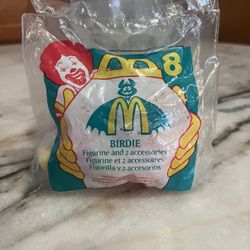 8
BIRDIE
Figurine and 2 accessories
Figurine et 2 accessoires
Figurilla y 2 accesorios